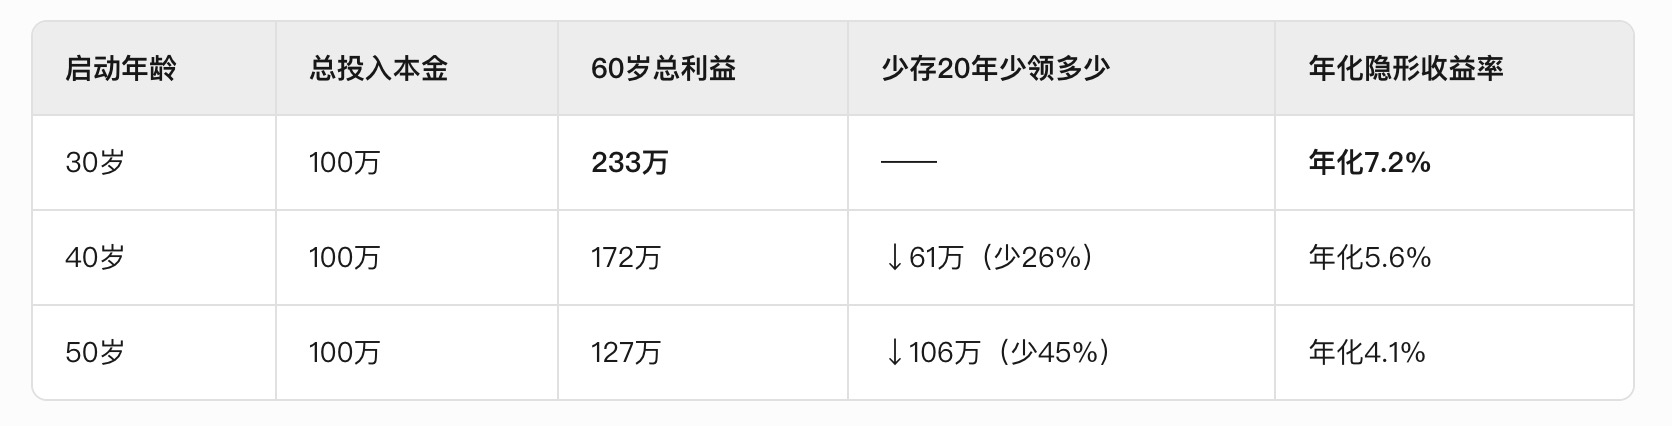 启动年龄 总投入本金 60岁总利益 少存20年少领多少 年化隐形收益率
30岁 100万 233万 —— 年化7.2%
40岁 100万 172万 ↓61万（少26%） 年化5.6%
50岁 100万 127万 ↓106万（少45%） 年化4.1%